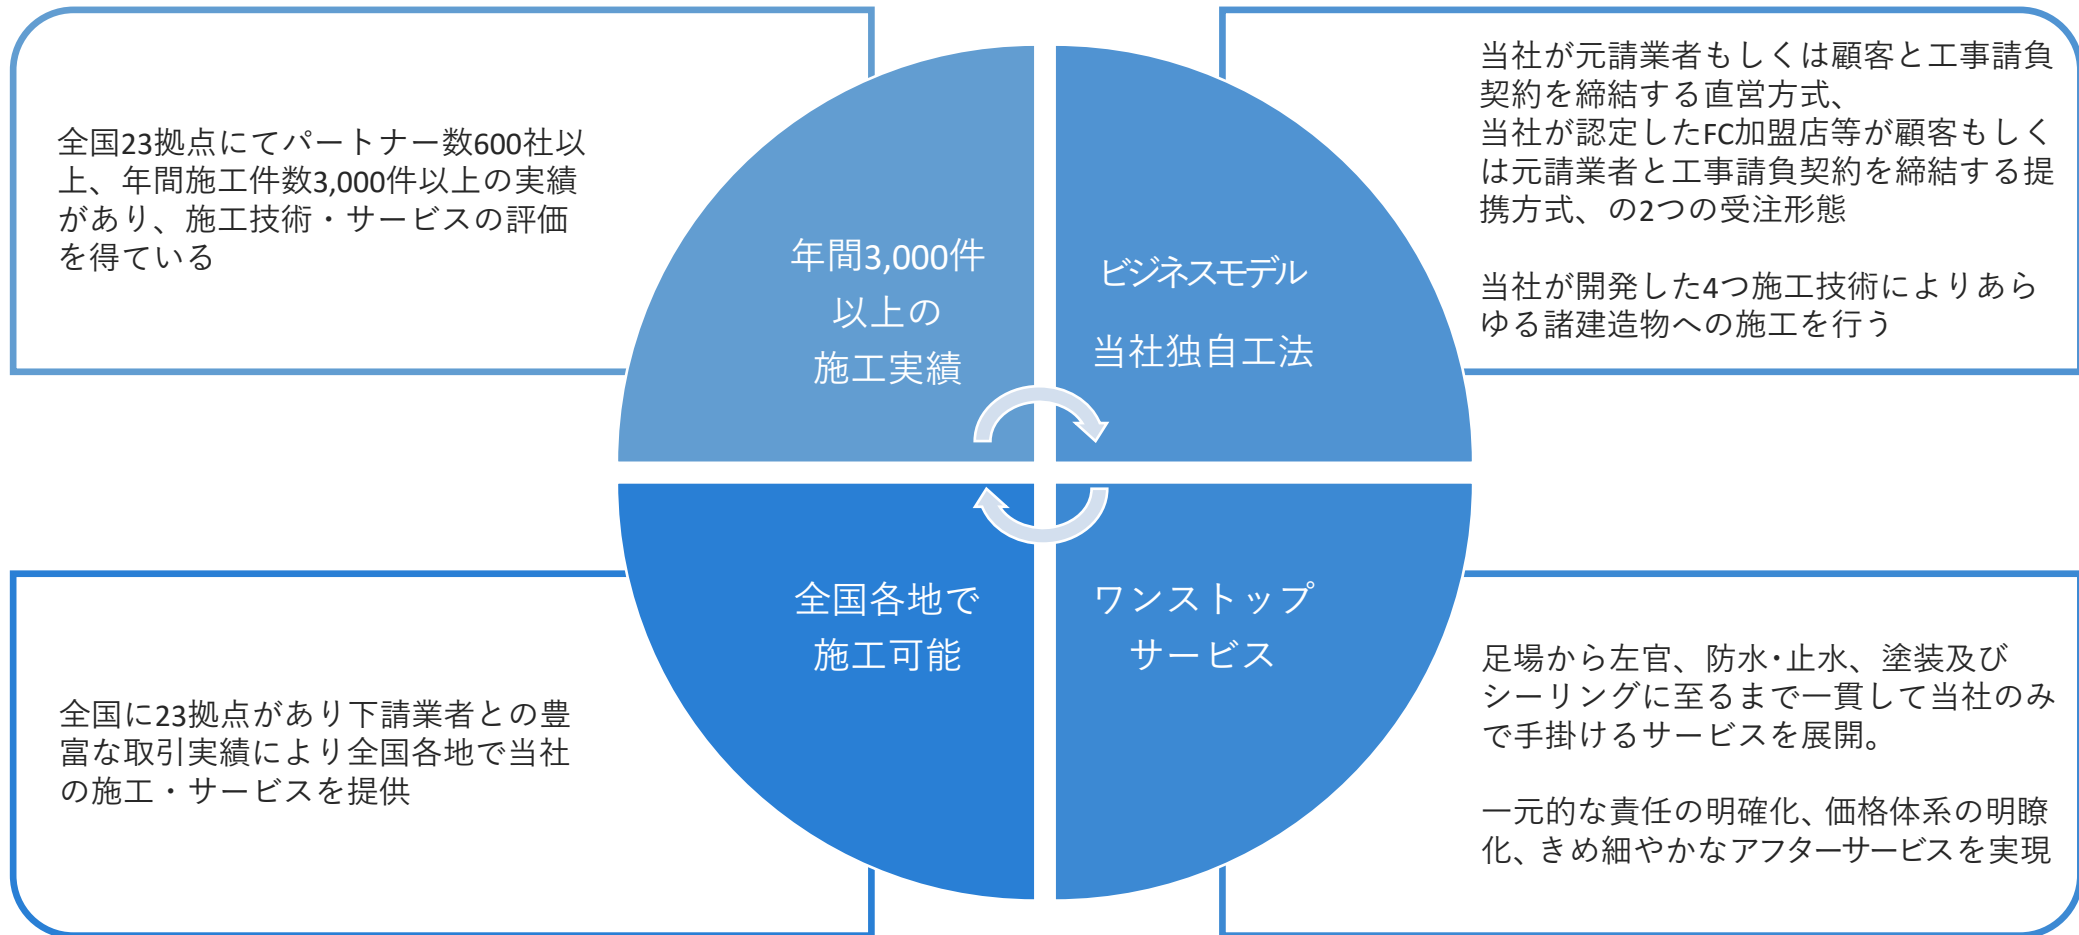 全国23拠点にてパートナー数600社以
上、年間施工件数3,000件以上の実績
があり、施工技術・サービスの評価
を得ている
年間3,000件
以上の
施工実績
ビジネスモデル
当社独自工法
当社が元請業者もしくは顧客と工事請負
契約を締結する直営方式、
当社が認定したFC加盟店等が顧客もしく
は元請業者と工事請負契約を締結する提
携方式、の2つの受注形態
当社が開発した4つ施工技術によりあら
ゆる諸建造物への施工を行う
全国に23拠点があり下請業者との豊
富な取引実績により全国各地で当社
の施工・サービスを提供
全国各地で
施工可能
ワンストップ
サービス
足場から左官、防水･止水、塗装及び
シーリングに至るまで一貫して当社のみ
で手掛けるサービスを展開。
一元的な責任の明確化、価格体系の明瞭
化、きめ細やかなアフターサービスを実現